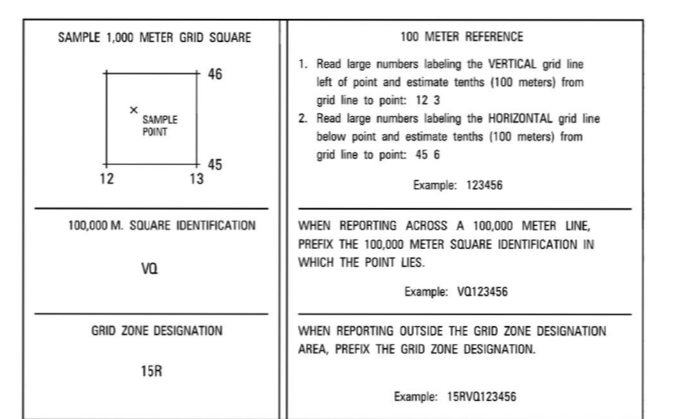 SAMPLE 1,000 METER GRID SQUARE
46
×
SAMPLE
POINT
45
12
13
100 METER REFERENCE
1. Read large numbers labeling the VERTICAL grid line
left of point and estimate tenths (100 meters) from
grid line to point: 12 3
2. Read large numbers labeling the HORIZONTAL grid line
below point and estimate tenths (100 meters) from
grid line to point: 45 6
Example: 123456
100,000 M. SQUARE IDENTIFICATION
VQ
WHEN REPORTING ACROSS A 100,000 METER LINE,
PREFIX THE 100,000 METER SQUARE IDENTIFICATION IN
WHICH THE POINT LIES.
Example: VQ123456
GRID ZONE DESIGNATION
15R
WHEN REPORTING OUTSIDE THE GRID ZONE DESIGNATION
AREA, PREFIX THE GRID ZONE DESIGNATION.
Example: 15RVQ123456